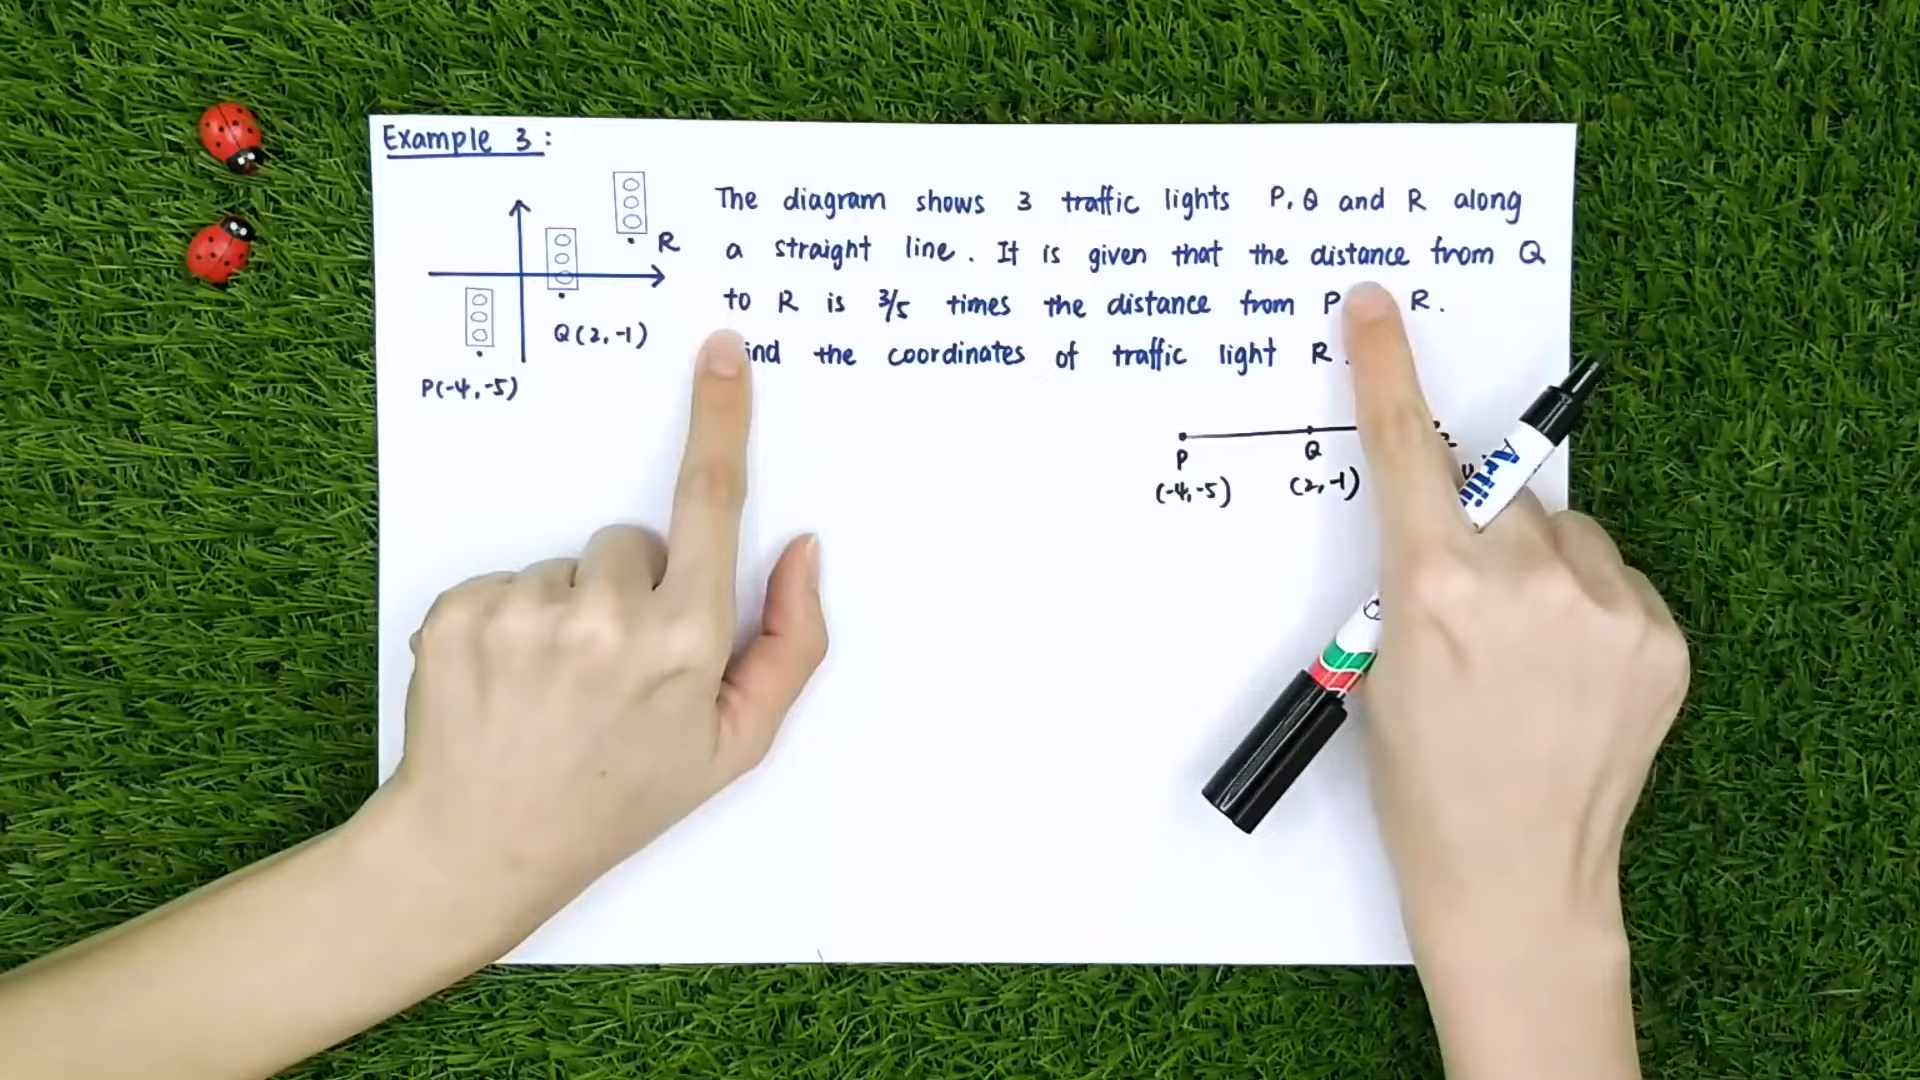 Example 3:
The diagram shows 3 traffic lights P, Q and R along
a straight line. It is given that the distance from Q
to R is 3/5 times the distance from P R.
the coordinates of traffic light R.
R
Q(2,-1)
P(-4,-5)
P Q
(-4,-5) (2,-1)